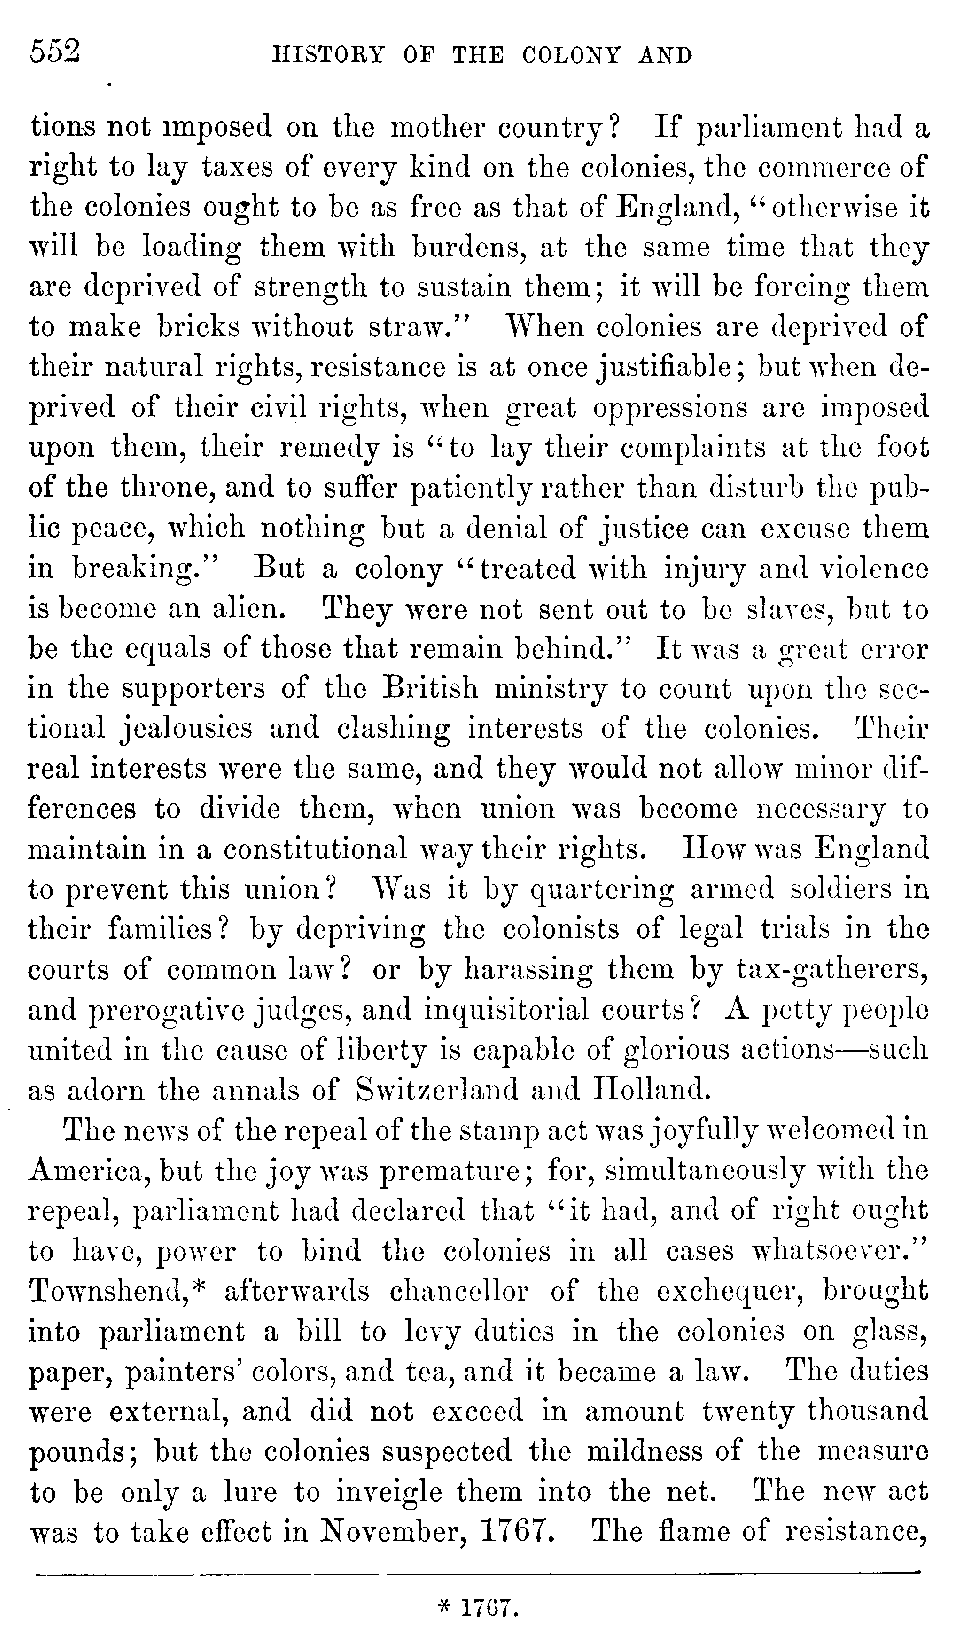 552 HISTORY OF THE COLONY AND
tions not imposed on the mother country? If parliament had a
right to lay taxes of every kind on the colonies, the commerce of
the colonies ought to be as free as that of England, "otherwise it
will be loading them with burdens, at the same time that they
are deprived of strength to sustain them; it will be forcing them
to make bricks without straw." When colonies are deprived of
their natural rights, resistance is at once justifiable; but when de-
prived of their civil rights, when great oppressions are imposed
upon them, their remedy is "to lay their complaints at the foot
of the throne, and to suffer patiently rather than disturb the pub-
lic peace, which nothing but a denial of justice can excuse them
in breaking." But a colony "treated with injury and violence
is become an alien. They were not sent out to be slaves, but to
be the equals of those that remain behind." It was a great error
in the supporters of the British ministry to count upon the sec-
tional jealousies and clashing interests of the colonies. Their
real interests were the same, and they would not allow minor dif-
ferences to divide them, when union was become necessary to
maintain in a constitutional way their rights. How was England
to prevent this union? Was it by quartering armed soldiers in
their families? by depriving the colonists of legal trials in the
courts of common law? or by harassing them by tax-gatherers,
and prerogative judges, and inquisitorial courts? A petty people
united in the cause of liberty is capable of glorious actions—such
as adorn the annals of Switzerland and Holland.
The news of the repeal of the stamp act was joyfully welcomed in
America, but the joy was premature; for, simultaneously with the
repeal, parliament had declared that "it had, and of right ought
to have, power to bind the colonies in all cases whatsoever."
Townshend,* afterwards chancellor of the exchequer, brought
into parliament a bill to levy duties in the colonies on glass,
paper, painters' colors, and tea, and it became a law. The duties
were external, and did not exceed in amount twenty thousand
pounds; but the colonies suspected the mildness of the measure
to be only a lure to inveigle them into the net. The new act
was to take effect in November, 1767. The flame of resistance,
* 1767.